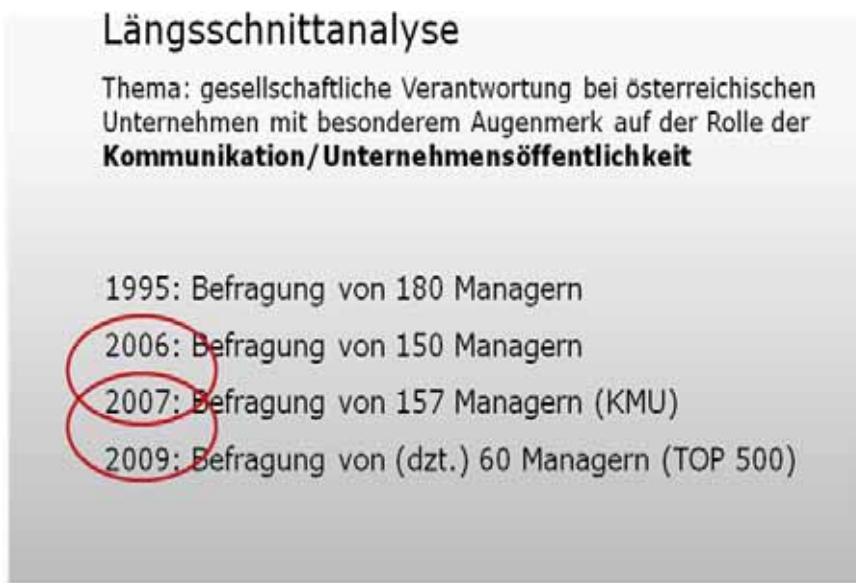 Längsschnittanalyse
Thema: gesellschaftliche Verantwortung bei österreichischen
Unternehmen mit besonderem Augenmerk auf der Rolle der
Kommunikation/Unternehmensöffentlichkeit
1995: Befragung von 180 Managern
2006: Befragung von 150 Managern
2007: Befragung von 157 Managern (KMU)
2009: Befragung von (dzt.) 60 Managern (TOP 500)